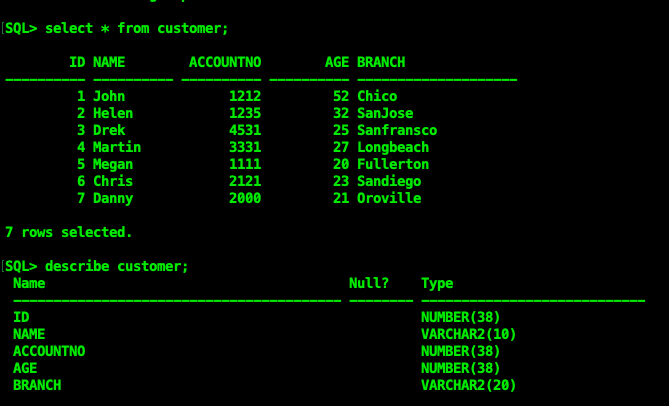 SQL> select * from customer;
ID NAME ACCOUNTNO AGE BRANCH
---------- ---------- ---------- ---------- --------------------
1 John 1212 52 Chico
2 Helen 1235 32 SanJose
3 Drek 4531 25 Sanfransco
4 Martin 3331 27 Longbeach
5 Megan 1111 20 Fullerton
6 Chris 2121 23 Sandiego
7 Danny 2000 21 Oroville
7 rows selected.
SQL> describe customer;
Name Null? Type
----------------------------------------- -------- ----------------------------
ID NUMBER(38)
NAME VARCHAR2(10)
ACCOUNTNO NUMBER(38)
AGE NUMBER(38)
BRANCH VARCHAR2(20)